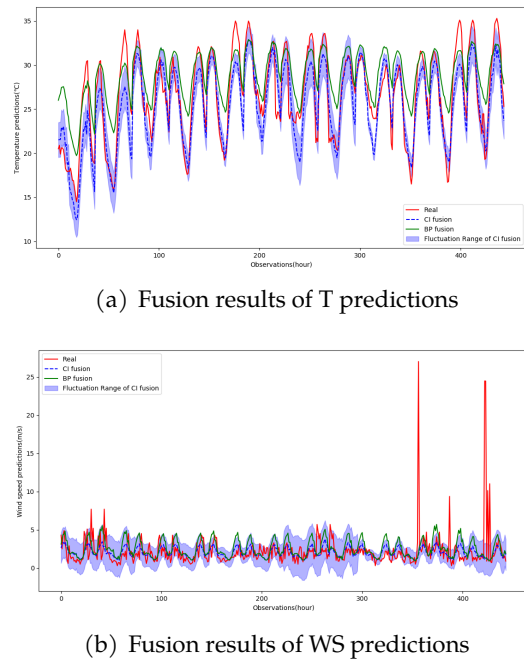 35
30
25
20
15
10
Temperature predictions(℃)
Real
CI fusion
BP fusion
Fluctuation Range of CI fusion
0 100 200 300 400
Observations(hour)
(a) Fusion results of T predictions
Real
CI fusion
BP fusion
Fluctuation Range of CI fusion
25
20
15
10
5
0
Wind speed predictions(m/s)
0 100 200 300 400
Observations(hour)
(b) Fusion results of WS predictions